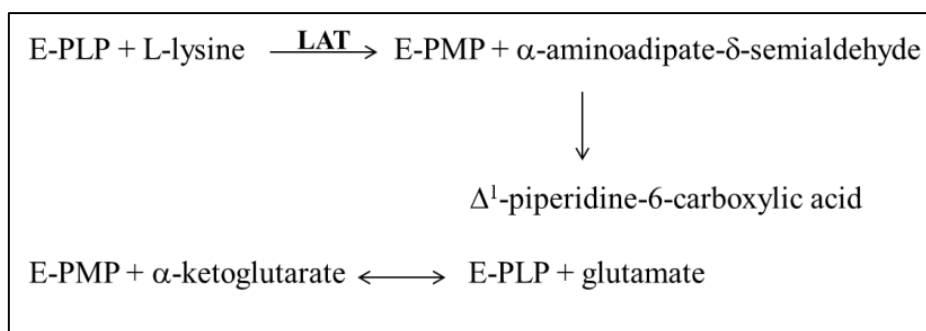 E-PLP + L-lysine LAT E-PMP + α-aminoadipate-δ-semialdehyde
Δ¹-piperidine-6-carboxylic acid
E-PMP + α-ketoglutarate E-PLP + glutamate